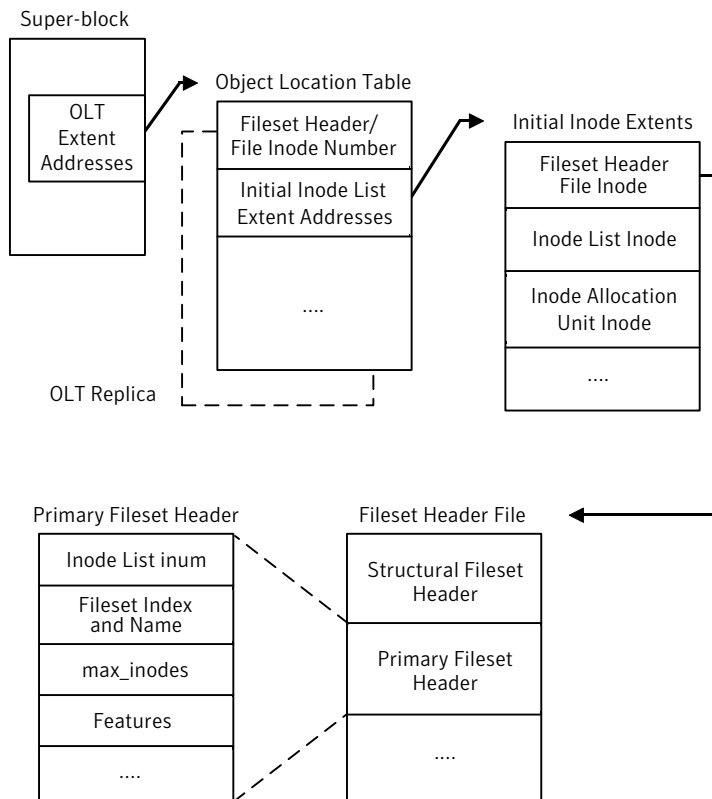 Super-block
OLT
Extent
Addresses
Object Location Table
Fileset Header/
File Inode Number
Initial Inode List
Extent Addresses
....
OLT Replica
Initial Inode Extents
Fileset Header
File Inode
Inode List Inode
Inode Allocation
Unit Inode
....
Primary Fileset Header
Inode List inum
Fileset Index
and Name
max_inodes
Features
....
Fileset Header File
Structural Fileset
Header
Primary Fileset
Header
....